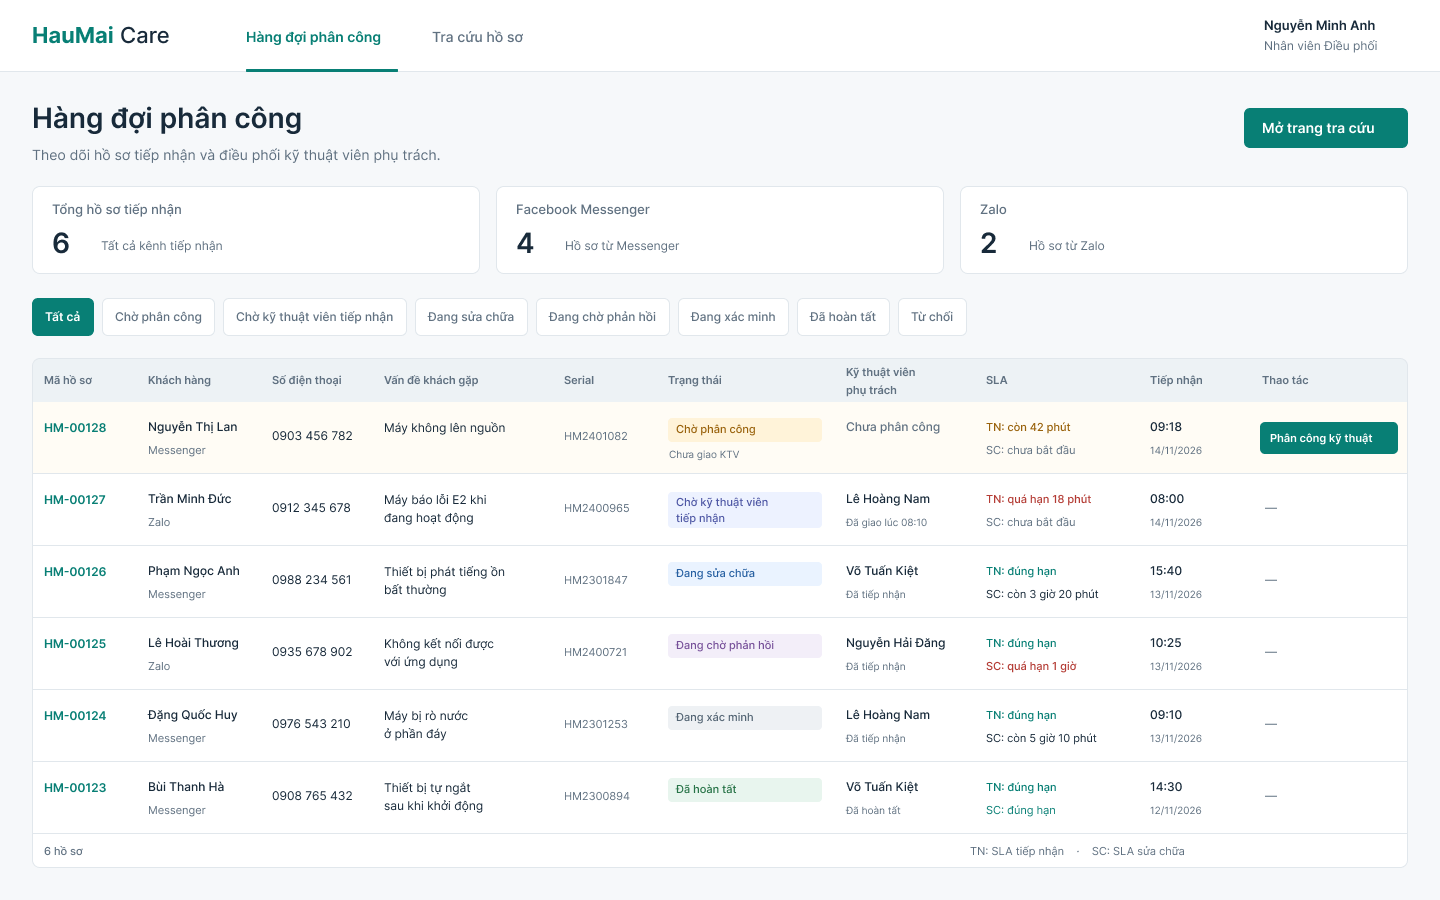 HauMai Care
Hàng đợi phân công
Tra cứu hồ sơ
Nguyễn Minh Anh
Nhân viên Điều phối
Hàng đợi phân công
Theo dõi hồ sơ tiếp nhận và điều phối kỹ thuật viên phụ trách.
Mở trang tra cứu
Tổng hồ sơ tiếp nhận
6 Tất cả kênh tiếp nhận
Facebook Messenger
4 Hồ sơ từ Messenger
Zalo
2 Hồ sơ từ Zalo
Tất cả
Chờ phân công
Chờ kỹ thuật viên tiếp nhận
Đang sửa chữa
Đang chờ phản hồi
Đang xác minh
Đã hoàn tất
Từ chối
Mã hồ sơ
Khách hàng
Số điện thoại
Vấn đề khách gặp
Serial
Trạng thái
Kỹ thuật viên
phụ trách
SLA
Tiếp nhận
Thao tác
HM-00128
Nguyễn Thị Lan
Messenger
0903 456 782
Máy không lên nguồn
HM2401082
Chờ phân công
Chưa giao KTV
Chưa phân công
TN: còn 42 phút
SC: chưa bắt đầu
09:18
14/11/2026
Phân công kỹ thuật
HM-00127
Trần Minh Đức
Zalo
0912 345 678
Máy báo lỗi E2 khi
đang hoạt động
HM2400965
Chờ kỹ thuật viên
tiếp nhận
Lê Hoàng Nam
Đã giao lúc 08:10
TN: quá hạn 18 phút
SC: chưa bắt đầu
08:00
14/11/2026
—
HM-00126
Phạm Ngọc Anh
Messenger
0988 234 561
Thiết bị phát tiếng ồn
bất thường
HM2301847
Đang sửa chữa
Võ Tuấn Kiệt
Đã tiếp nhận
TN: đúng hạn
SC: còn 3 giờ 20 phút
15:40
13/11/2026
—
HM-00125
Lê Hoài Thương
Zalo
0935 678 902
Không kết nối được
với ứng dụng
HM2400721
Đang chờ phản hồi
Nguyễn Hải Đăng
Đã tiếp nhận
TN: đúng hạn
SC: quá hạn 1 giờ
10:25
13/11/2026
—
HM-00124
Đặng Quốc Huy
Messenger
0976 543 210
Máy bị rò nước
ở phần đáy
HM2301253
Đang xác minh
Lê Hoàng Nam
Đã tiếp nhận
TN: đúng hạn
SC: còn 5 giờ 10 phút
09:10
13/11/2026
—
HM-00123
Bùi Thanh Hà
Messenger
0908 765 432
Thiết bị tự ngắt
sau khi khởi động
HM2300894
Đã hoàn tất
Võ Tuấn Kiệt
Đã hoàn tất
TN: đúng hạn
SC: đúng hạn
14:30
12/11/2026
—
6 hồ sơ
TN: SLA tiếp nhận · SC: SLA sửa chữa